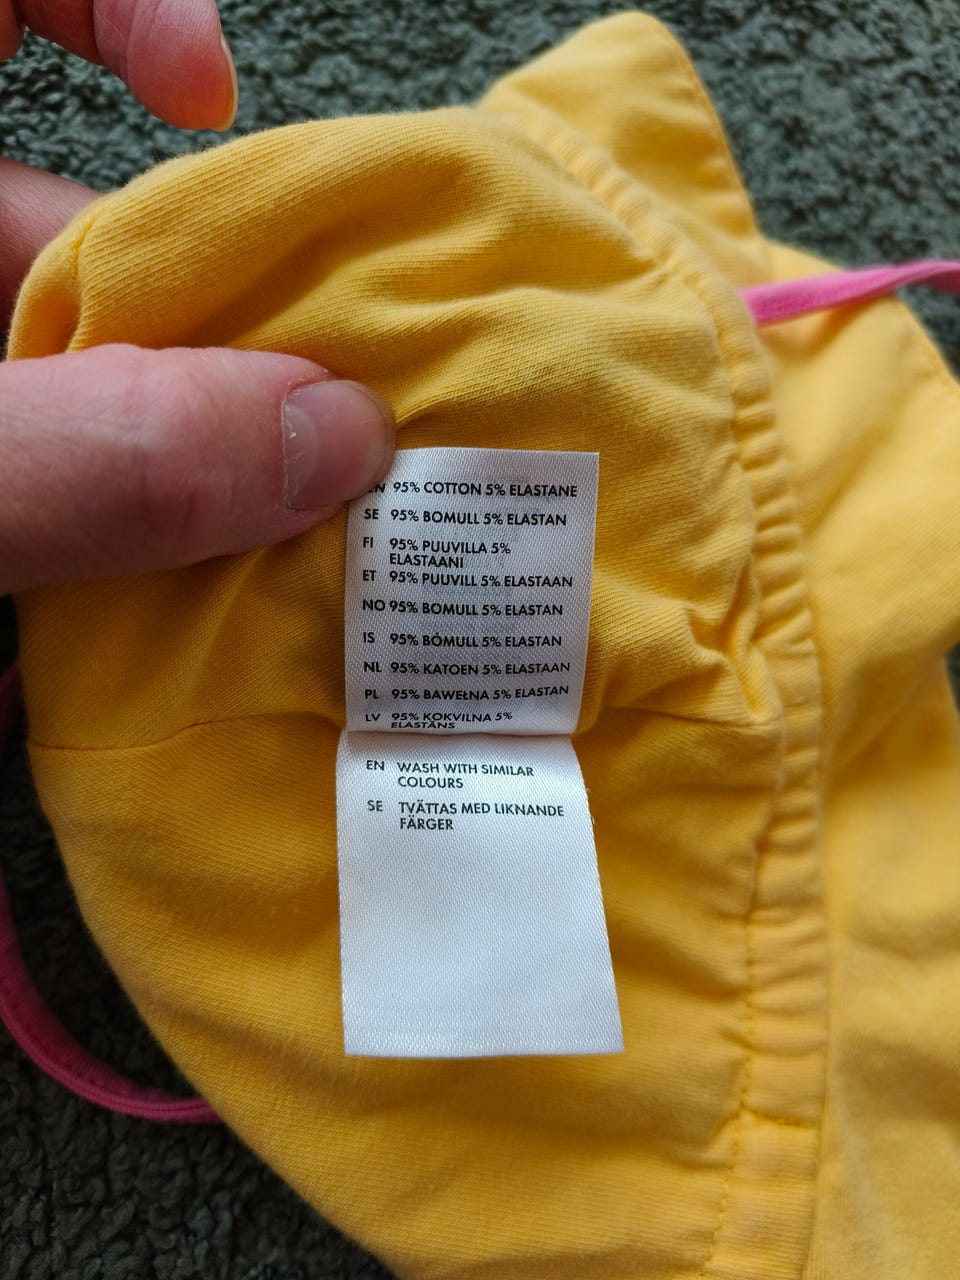 EN 95% COTTON 5% ELASTANE
SE 95% BOMULL 5% ELASTAN
FI 95% PUUVILLA 5%
ELASTAANI
ET 95% PUUVILL 5% ELASTAAN
NO 95% BOMULL 5% ELASTAN
IS 95% BÓMULL 5% ELASTAN
NL 95% KATOEN 5% ELASTAAN
PL 95% BAWEŁNA 5% ELASTAN
LV 95% KOKVILNA 5%
ELASTĀNS
EN WASH WITH SIMILAR
COLOURS
SE TVÄTTAS MED LIKNANDE
FÄRGER